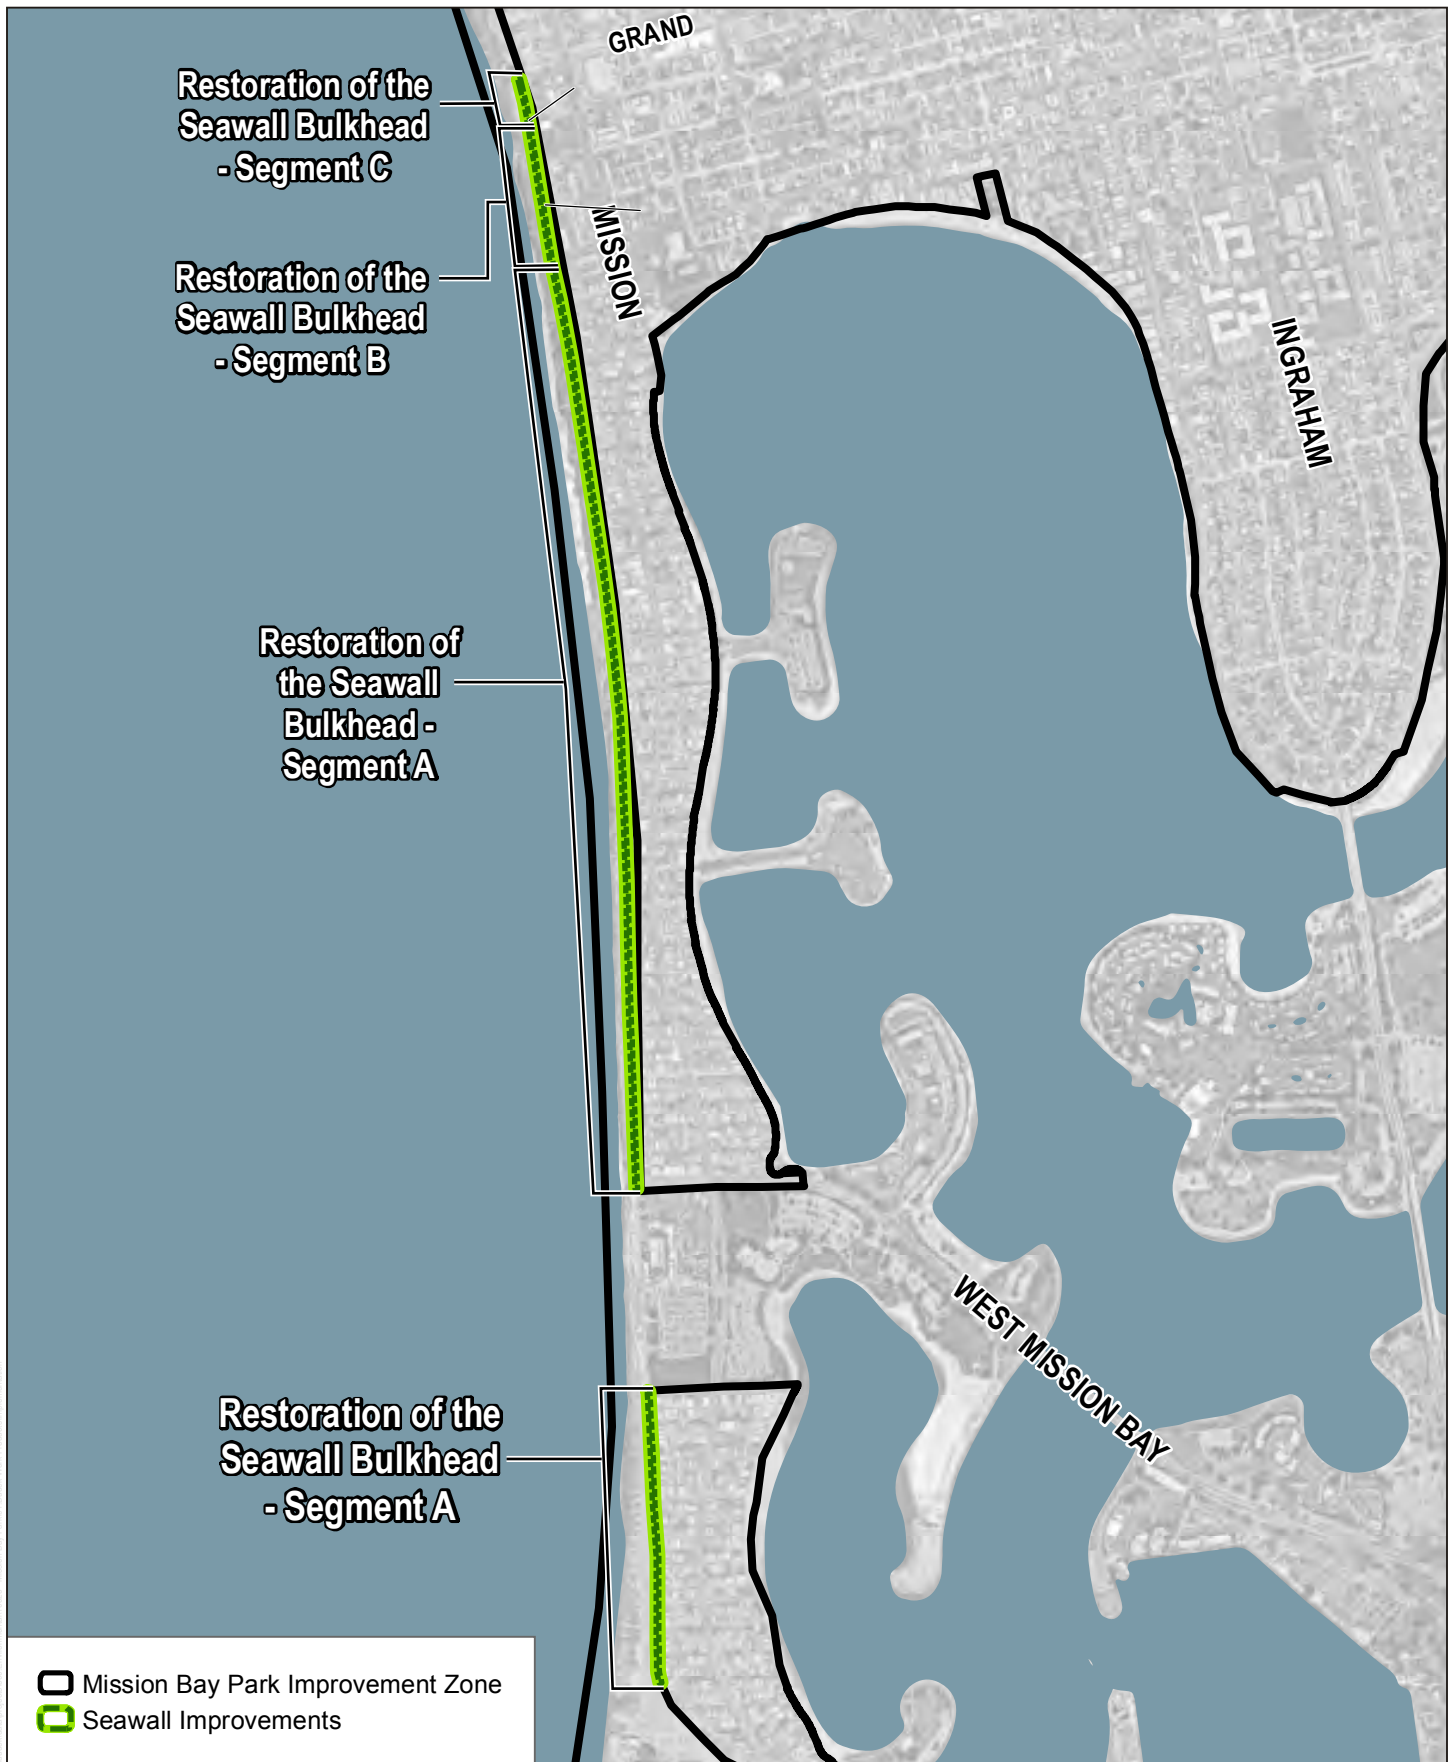 GRAND
Restoration of the
Seawall Bulkhead
- Segment C
MISSION
Restoration of the
Seawall Bulkhead
- Segment B
INGRAHAM
Restoration of
the Seawall
Bulkhead -
Segment A
WEST MISSION BAY
Restoration of the
Seawall Bulkhead
- Segment A
Mission Bay Park Improvement Zone
Seawall Improvements